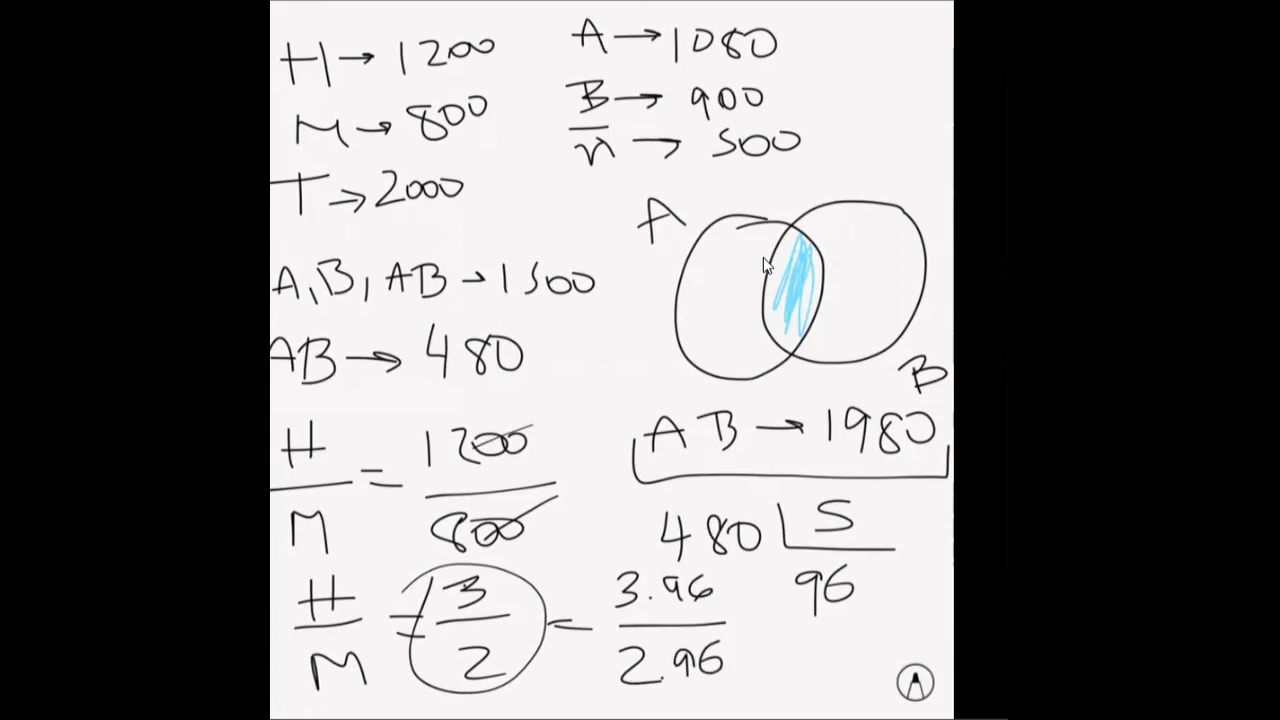 H → 1200
M → 800
T → 2000
A, B, AB → 1500
AB → 480
H/M = 1200/800
H/M = 3/2 = 3.96/2.96
A → 1080
B → 900
n → 500
A
B
AB → 1980
480 5
96